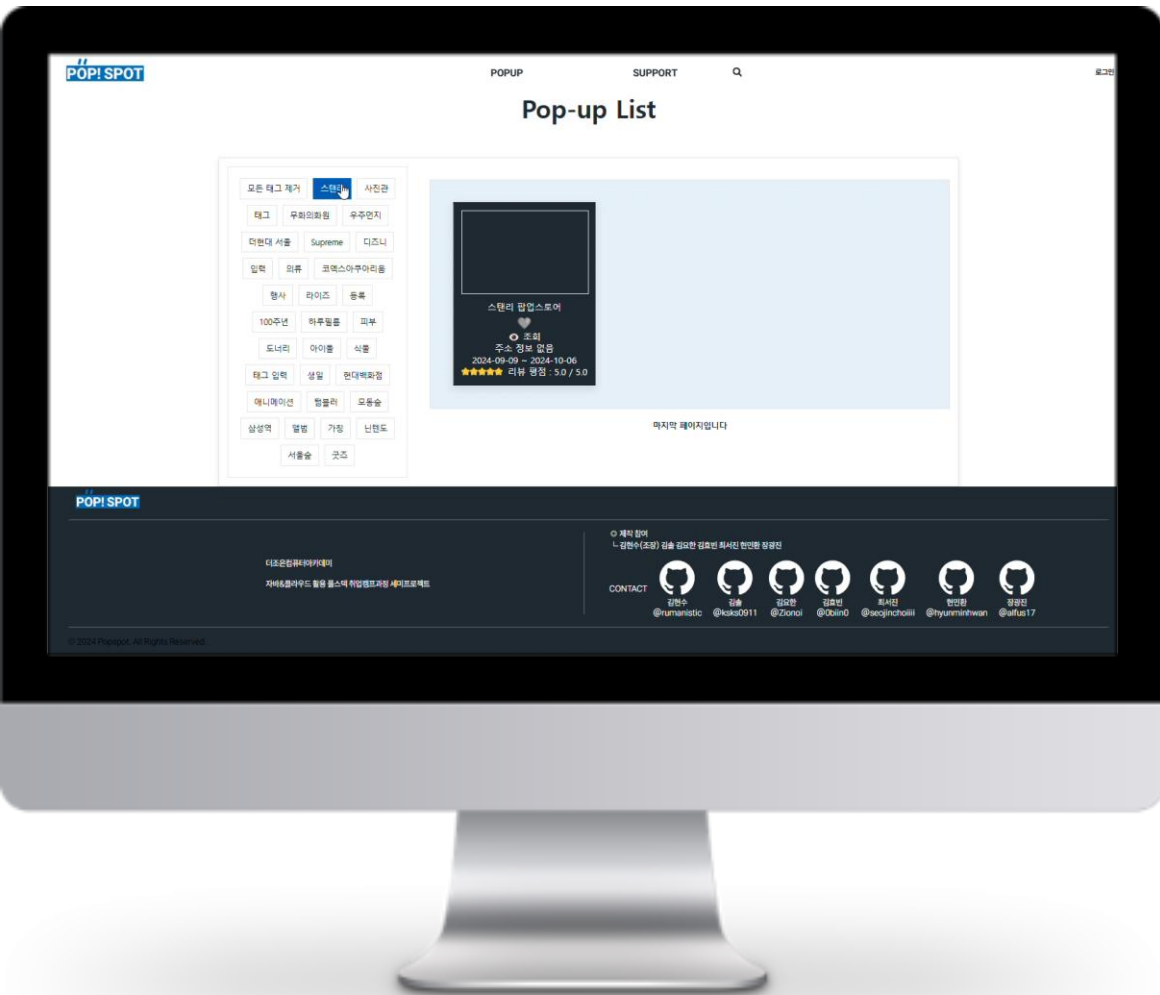 POP! SPOT
POPUP
SUPPORT
로그인
Pop-up List
모든 태그 제거
스탠리
사진관
태그
무화의화원
우주먼지
더현대 서울
Supreme
디즈니
입력
의류
코엑스아쿠아리움
행사
라이즈
등록
100주년
하루필름
피부
도너리
아이돌
식물
태그 입력
생일
현대백화점
애니메이션
텀블러
모동숲
삼성역
앨범
가정
닌텐도
서울숲
굿즈
스탠리 팝업스토어
조회
주소 정보 없음
2024-09-09 ~ 2024-10-06
리뷰 평점 : 5.0 / 5.0
마지막 페이지입니다
POP! SPOT
더조은컴퓨터아카데미
자바&클라우드 활용 풀스택 취업캠프과정 세미프로젝트
제작 참여
ㄴ김현수(조장) 김솔 김요한 김효빈 최서진 현민환 장광진
CONTACT
김현수
@rumanistic
김솔
@ksks0911
김요한
@Zionoi
김효빈
@0biin0
최서진
@seojinchoiiii
현민환
@hyunminhwan
장광진
@alfus17
© 2024 Popspot. All Rights Reserved.